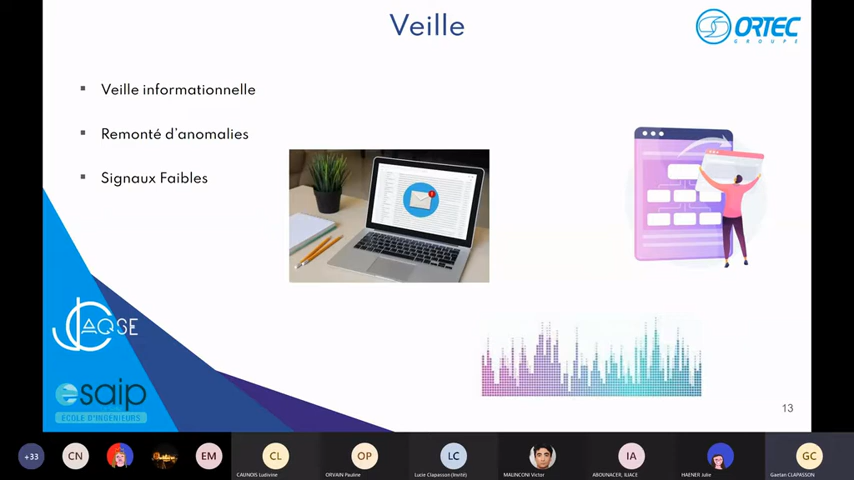 Veille
ORTEC
GROUPE
Veille informationnelle
Remonté d'anomalies
Signaux Faibles
JC AQSE
esaip
ÉCOLE D'INGÉNIEURS
13
+33
CN
EM
CL
OP
LC
IA
GC
CAUNOIS Ludivine
ORVAIN Pauline
Lucie Clapasson (Invité)
MALINCONI Victor
ABOUNACER, ILIACE
HAENER Julie
Gaetan CLAPASSON